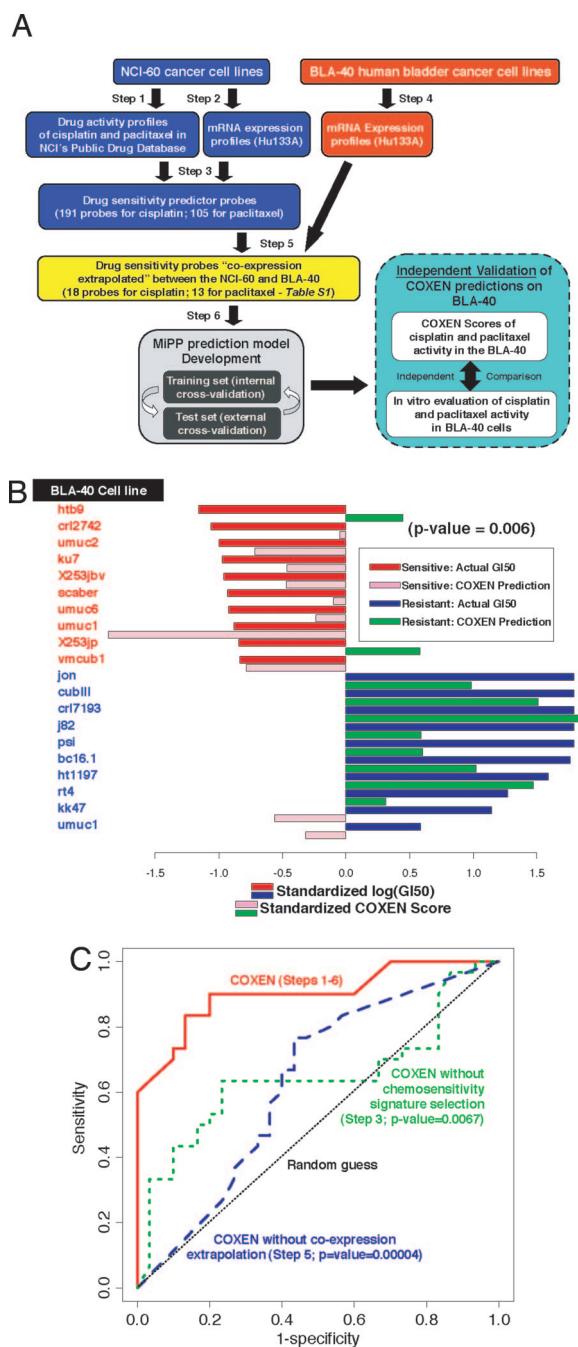 A
NCI-60 cancer cell lines
BLA-40 human bladder cancer cell lines
Step 1
Step 2
Step 4
Drug activity profiles
of cisplatin and paclitaxel in
NCI's Public Drug Database
mRNA expression
profiles (Hu133A)
mRNA Expression
profiles (Hu133A)
Step 3
Drug sensitivity predictor probes
(191 probes for cisplatin; 105 for paclitaxel)
Step 5
Drug sensitivity probes "co-expression
extrapolated" between the NCI-60 and BLA-40
(18 probes for cisplatin; 13 for paclitaxel - Table S1)
Step 6
MiPP prediction model
Development
Training set (internal
cross-validation)
Test set (external
cross-validation)
Independent Validation of
COXEN predictions on
BLA-40
COXEN Scores of
cisplatin and paclitaxel
activity in the BLA-40
Independent Comparison
In vitro evaluation of cisplatin
and paclitaxel activity
in BLA-40 cells
B
BLA-40 Cell line
htb9
crl2742
umuc2
ku7
X253jbv
scaber
umuc6
umuc1
X253jp
vmcub1
jon
cubIII
crl7193
j82
psi
bc16.1
ht1197
rt4
kk47
umuc1
(p-value = 0.006)
Sensitive: Actual GI50
Sensitive: COXEN Prediction
Resistant: Actual GI50
Resistant: COXEN Prediction
-1.5 -1.0 -0.5 0.0 0.5 1.0 1.5
Standardized log(GI50)
Standardized COXEN Score
C
COXEN (Steps 1-6)
COXEN without
chemosensitivity
signature selection
(Step 3; p-value=0.0067)
Random guess
COXEN without co-expression
extrapolation (Step 5; p=value=0.00004)
Sensitivity
1.0
0.8
0.6
0.4
0.2
0.0
0.0 0.2 0.4 0.6 0.8 1.0
1-specificity